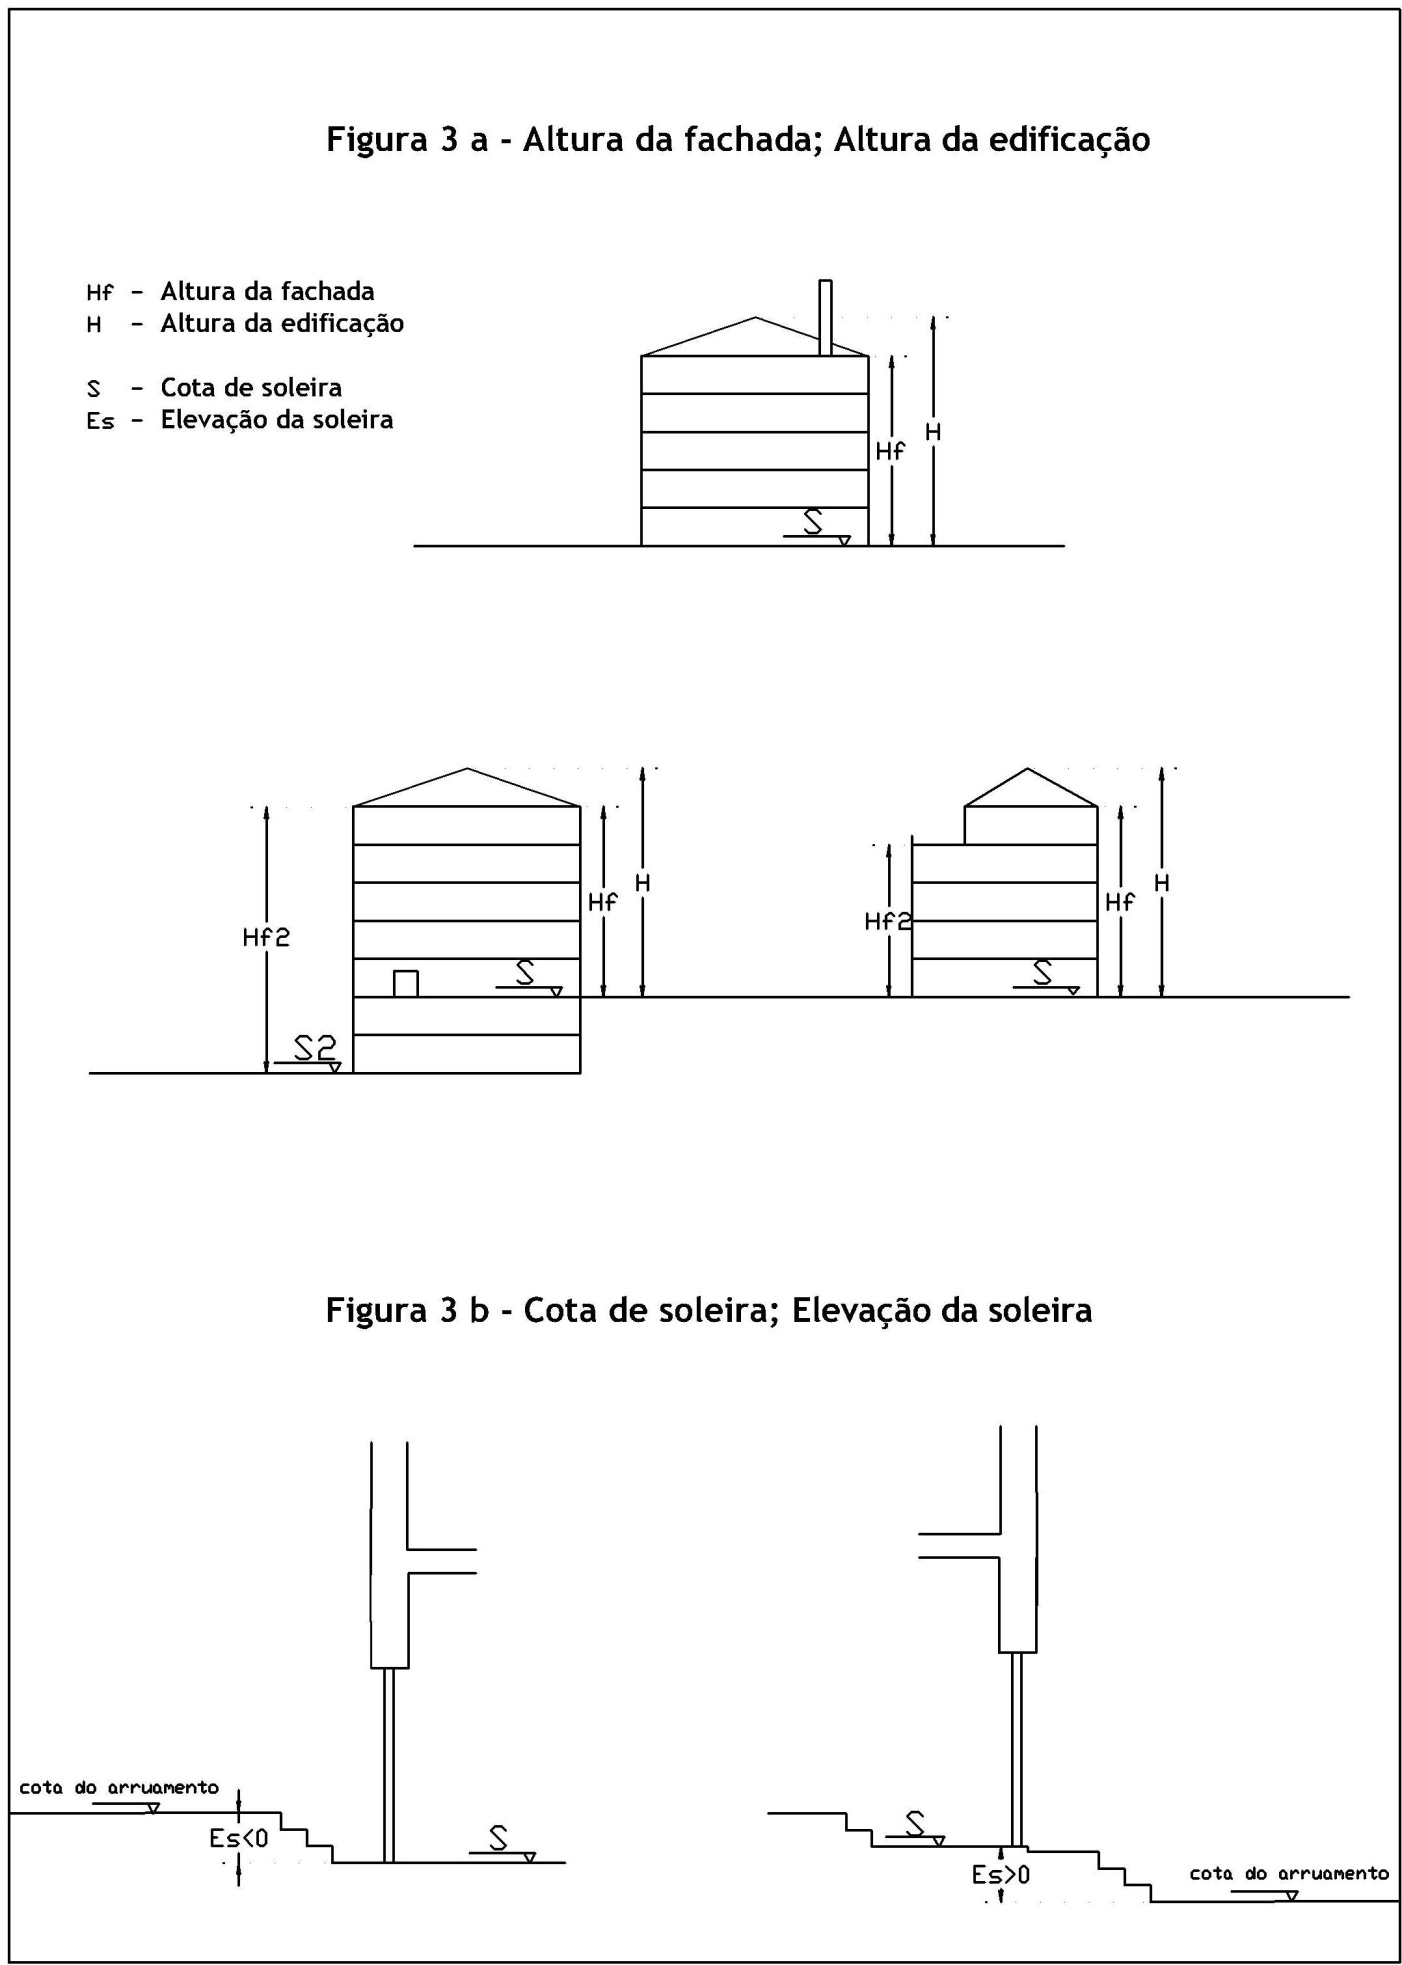 Figura 3 a - Altura da fachada; Altura da edificação
Hf - Altura da fachada
H - Altura da edificação
S - Cota de soleira
Es - Elevação da soleira
H
Hf
S
H
Hf
Hf2
S
S2
H
Hf
Hf2
S
Figura 3 b - Cota de soleira; Elevação da soleira
cota do arruamento
Es<0
S
S
Es>0
cota do arruamento